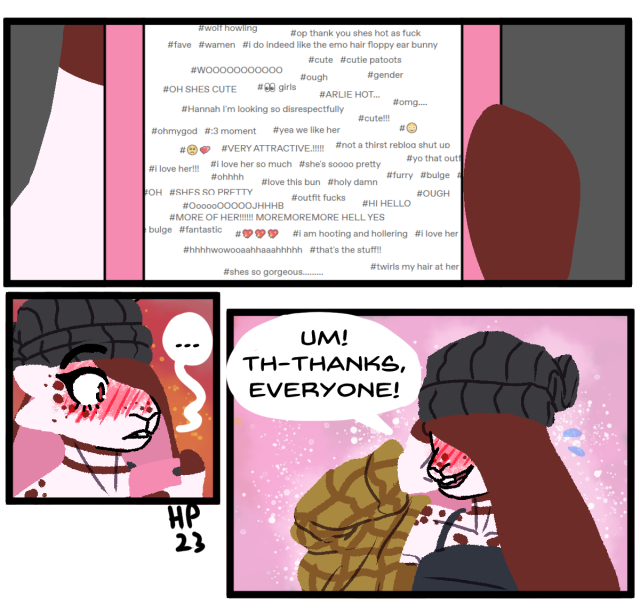 #wolf howling
#op thank you shes hot as fuck
#fave #wamen #i do indeed like the emo hair floppy ear bunny
#cute #cutie patoots
#WOOOOOOOOOOO #ough #gender
#OH SHES CUTE #👀 girls
#ARLIE HOT...
#omg....
#Hannah I'm looking so disrespectfully
#cute!!!
#ohmygod #:3 moment #yea we like her #😳
#🥺💕 #VERY ATTRACTIVE.!!!!! #not a thirst reblog shut up
#yo that outf
#i love her!!! #i love her so much #she's soooo pretty
#ohhhh #furry #bulge #
#love this bun #holy damn
#OH #SHES SO PRETTY #outfit fucks #OUGH
#OooooOOOOOJHHHB #HI HELLO
#MORE OF HER!!!!!! MOREMOREMORE HELL YES
bulge #fantastic #💖💖💖 #i am hooting and hollering #i love her
#hhhhwowooaahhaaahhhhh #that's the stuff!!
#twirls my hair at her
#shes so gorgeous.........
...
UM!
TH-THANKS,
EVERYONE!
HP
23